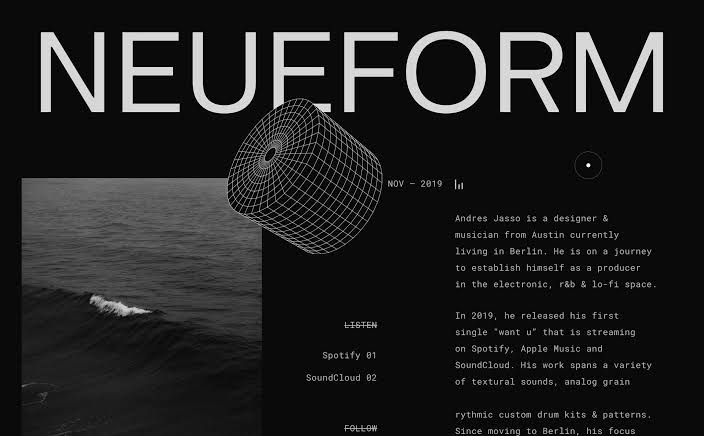 NEUEFORM
NOV — 2019
Andres Jasso is a designer &
musician from Austin currently
living in Berlin. He is on a journey
to establish himself as a producer
in the electronic, r&b & lo-fi space.
In 2019, he released his first
single "want u" that is streaming
on Spotify, Apple Music and
SoundCloud. His work spans a variety
of textural sounds, analog grain
rythmic custom drum kits & patterns.
Since moving to Berlin, his focus
LISTEN
Spotify 01
SoundCloud 02
FOLLOW